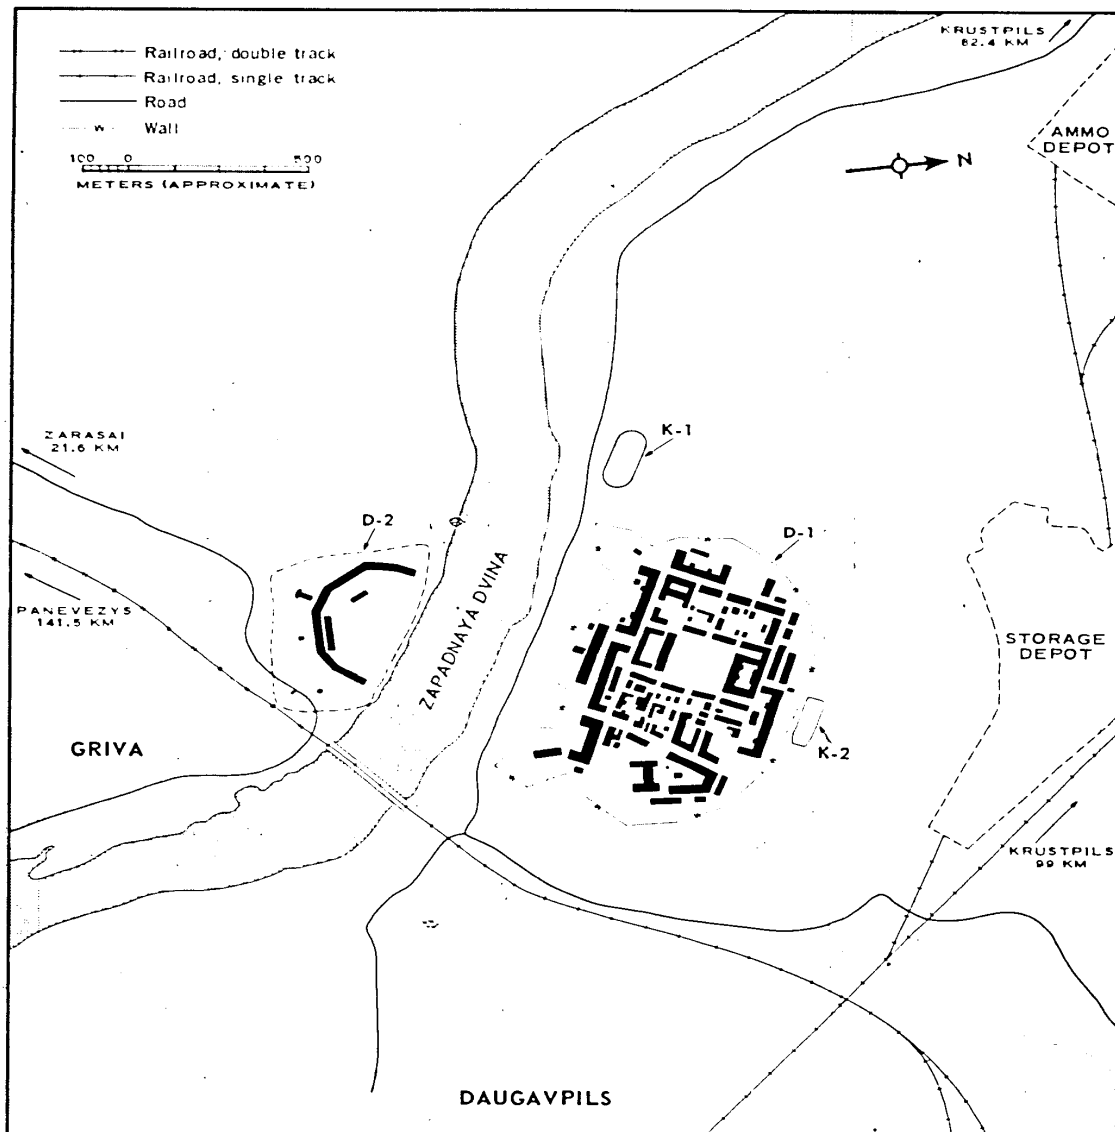 Railroad, double track
Railroad, single track
Road
W Wall
100 0 500
METERS (APPROXIMATE)
KRUSTPILS
82.4 KM
AMMO
DEPOT
N
ZARASAI
21.6 KM
K-1
D-2
D-1
PANEVEZYS
141.5 KM
ZAPADNAYA DVINA
STORAGE
DEPOT
GRIVA
K-2
KRUSTPILS
99 KM
DAUGAVPILS